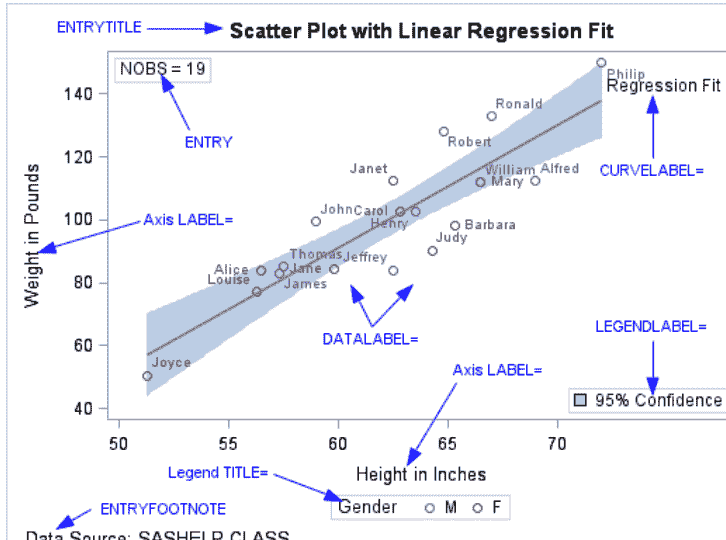 ENTRYTITLE
Scatter Plot with Linear Regression Fit
NOBS = 19
140
Philip
Regression Fit
Ronald
ENTRY
Robert
120
Janet
William
Alfred
Mary
CURVELABEL=
Weight in Pounds
Axis LABEL=
100
John
Carol
Henry
Barbara
Judy
Thomas
Jeffrey
Alice
Jane
Louise
James
80
DATALABEL=
LEGENDLABEL=
60
Joyce
Axis LABEL=
40
95% Confidence
50
55
60
65
70
Legend TITLE=
Height in Inches
Gender M F
ENTRYFOOTNOTE
Data Source: SASHELP.CLASS